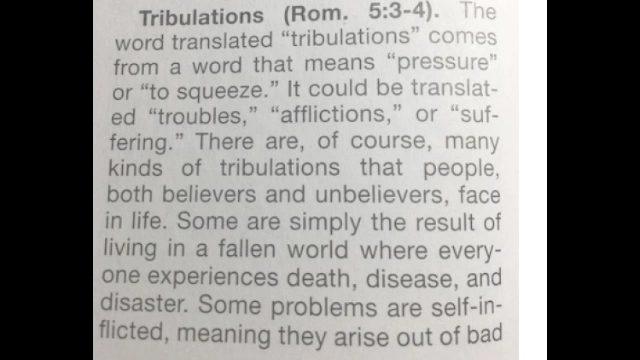 Tribulations (Rom. 5:3-4). The
word translated “tribulations” comes
from a word that means “pressure”
or “to squeeze.” It could be translat-
ed “troubles,” “afflictions,” or “suf-
fering.” There are, of course, many
kinds of tribulations that people,
both believers and unbelievers, face
in life. Some are simply the result of
living in a fallen world where every-
one experiences death, disease, and
disaster. Some problems are self-in-
flicted, meaning they arise out of bad